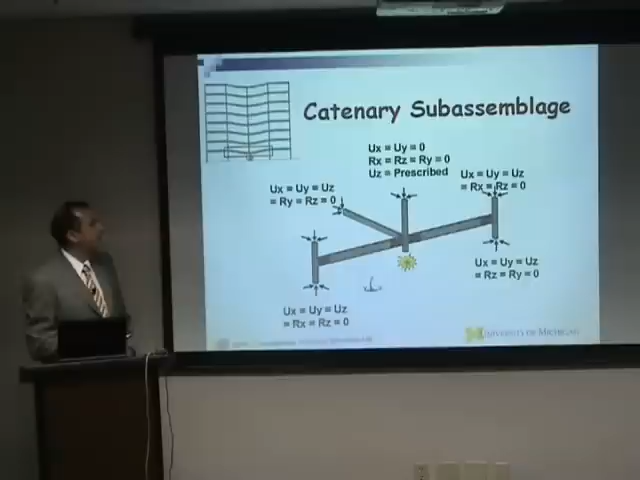 Catenary Subassemblage
Ux = Uy = 0
Rx = Rz = Ry = 0
Uz = Prescribed
Ux = Uy = Uz
= Rx = Rz = 0
Ux = Uy = Uz
= Ry = Rz = 0
Ux = Uy = Uz
= Rz = Ry = 0
Ux = Uy = Uz
= Rx = Rz = 0
UNIVERSITY OF MICHIGAN